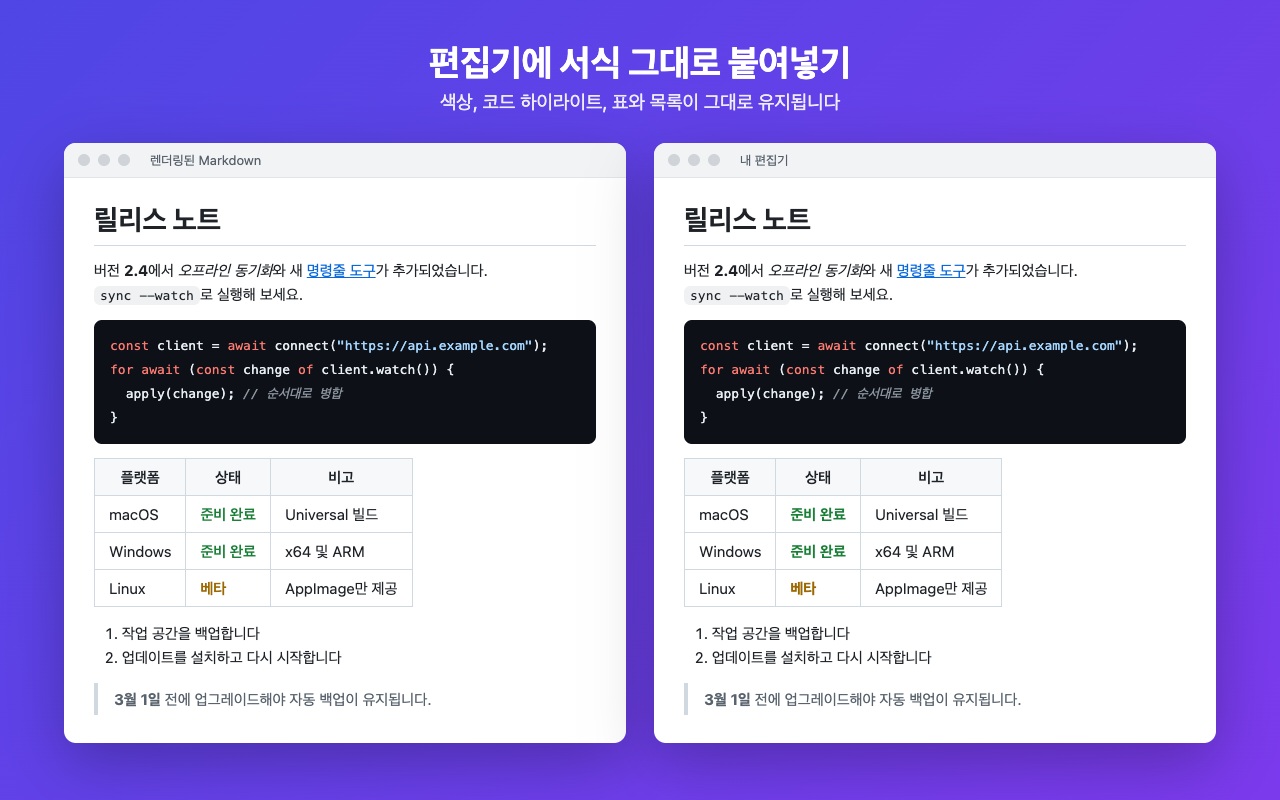 편집기에 서식 그대로 붙여넣기
색상, 코드 하이라이트, 표와 목록이 그대로 유지됩니다
렌더링된 Markdown
릴리스 노트
버전 2.4에서 오프라인 동기화와 새 명령줄 도구가 추가되었습니다.
sync --watch로 실행해 보세요.
const client = await connect("https://api.example.com");
for await (const change of client.watch()) {
  apply(change); // 순서대로 병합
}
플랫폼 상태 비고
macOS 준비 완료 Universal 빌드
Windows 준비 완료 x64 및 ARM
Linux 베타 AppImage만 제공
1. 작업 공간을 백업합니다
2. 업데이트를 설치하고 다시 시작합니다
3월 1일 전에 업그레이드해야 자동 백업이 유지됩니다.
내 편집기
릴리스 노트
버전 2.4에서 오프라인 동기화와 새 명령줄 도구가 추가되었습니다.
sync --watch로 실행해 보세요.
const client = await connect("https://api.example.com");
for await (const change of client.watch()) {
  apply(change); // 순서대로 병합
}
플랫폼 상태 비고
macOS 준비 완료 Universal 빌드
Windows 준비 완료 x64 및 ARM
Linux 베타 AppImage만 제공
1. 작업 공간을 백업합니다
2. 업데이트를 설치하고 다시 시작합니다
3월 1일 전에 업그레이드해야 자동 백업이 유지됩니다.